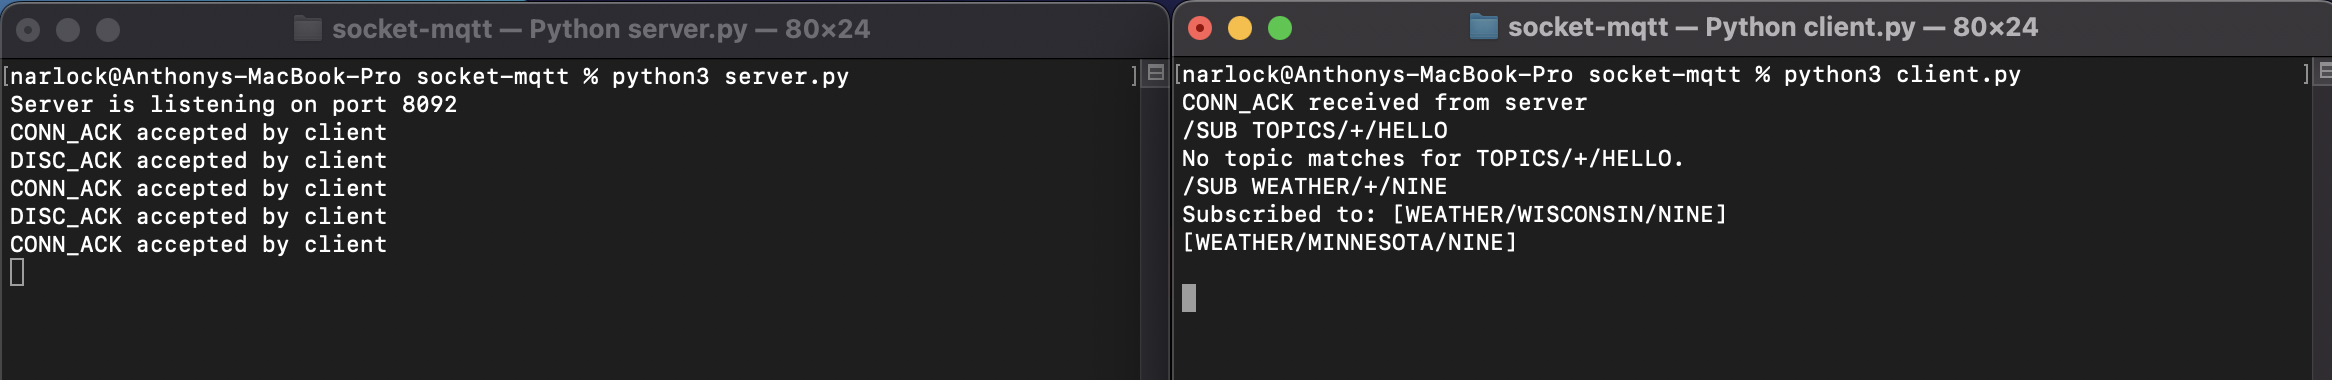 socket-mqtt — Python server.py — 80×24
[narlock@Anthonys-MacBook-Pro socket-mqtt % python3 server.py ]
Server is listening on port 8092
CONN_ACK accepted by client
DISC_ACK accepted by client
CONN_ACK accepted by client
DISC_ACK accepted by client
CONN_ACK accepted by client
socket-mqtt — Python client.py — 80×24
[narlock@Anthonys-MacBook-Pro socket-mqtt % python3 client.py ]
CONN_ACK received from server
/SUB TOPICS/+/HELLO
No topic matches for TOPICS/+/HELLO.
/SUB WEATHER/+/NINE
Subscribed to: [WEATHER/WISCONSIN/NINE]
[WEATHER/MINNESOTA/NINE]